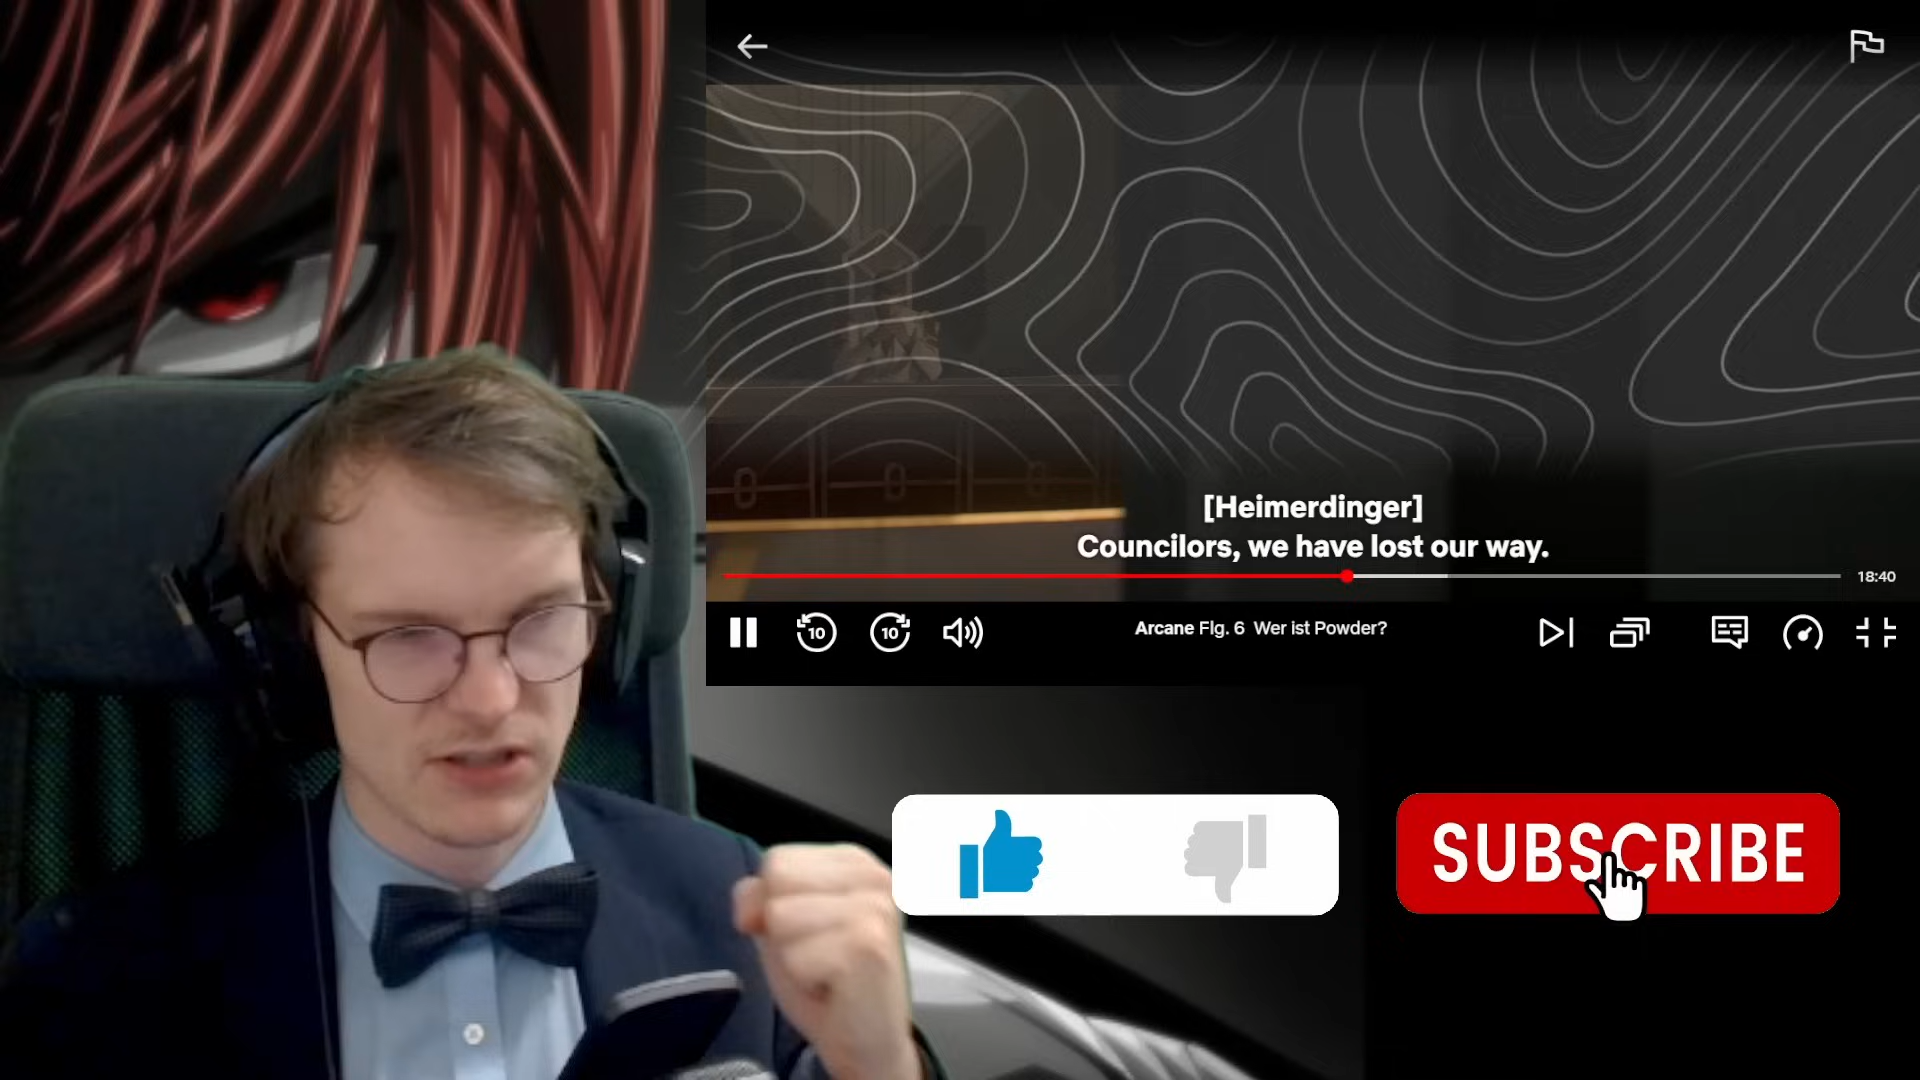 [Heimerdinger]
Councilors, we have lost our way.
18:40
10
10
Arcane Flg. 6 Wer ist Powder?
SUBSCRIBE